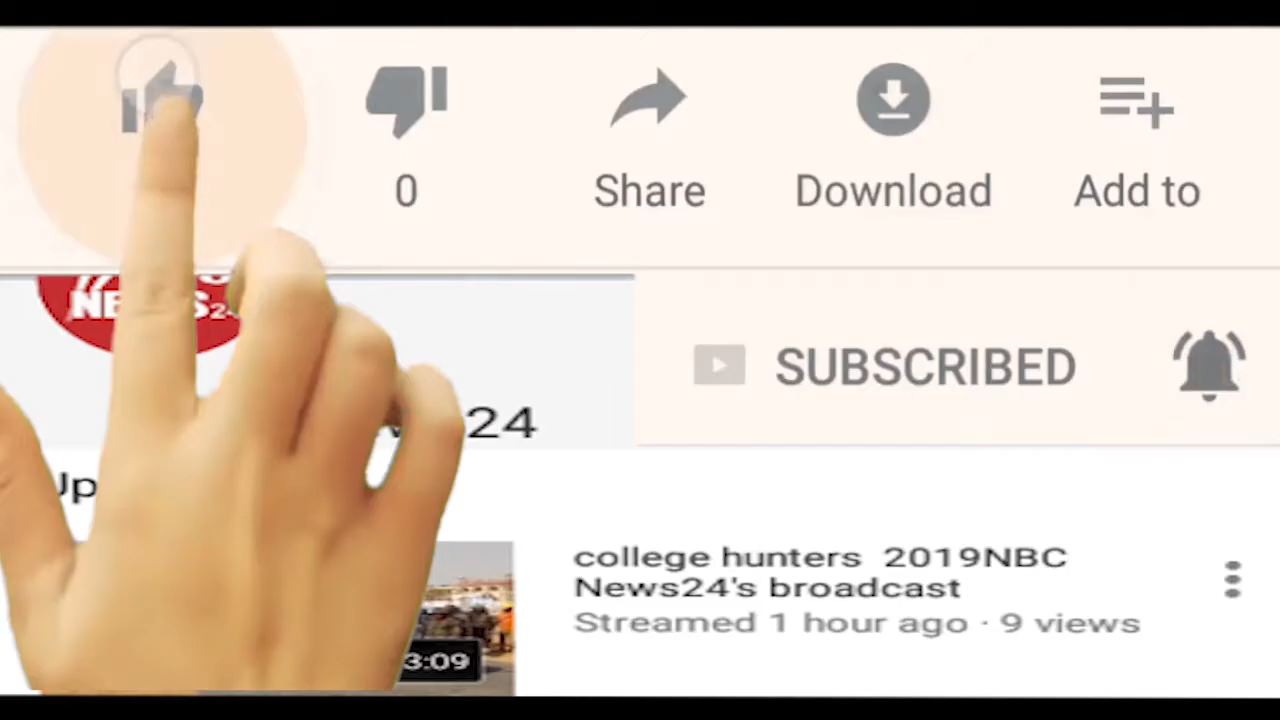 0
Share
Download
Add to
SUBSCRIBED
24
college hunters 2019NBC
News24's broadcast
Streamed 1 hour ago · 9 views
3:09